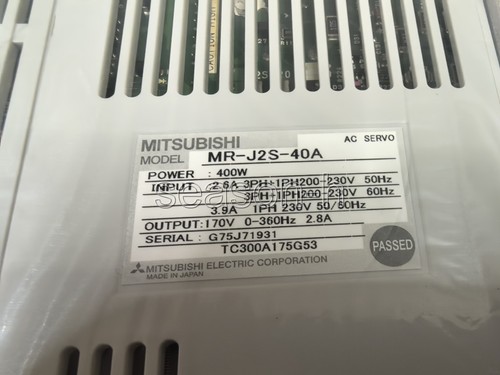 CAUTION
MITSUBISHI
AC SERVO
MODEL MR-J2S-40A
POWER : 400W
INPUT : 2.6A 3PH+1PH200-230V 50Hz
3PH+1PH200-230V 60Hz
3.9A 1PH 230V 50/60Hz
OUTPUT: 170V 0-360Hz 2.8A
SERIAL : G75J71931
TC300A175G53
PASSED
MITSUBISHI ELECTRIC CORPORATION
MADE IN JAPAN